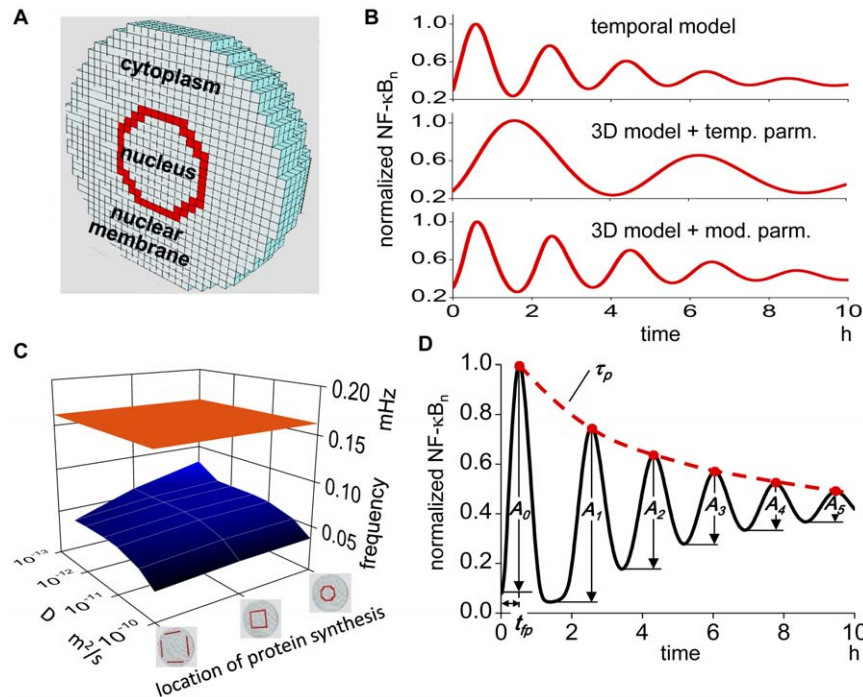 A
cytoplasm
nucleus
nuclear
membrane
B
normalized NF-κBn
1.0
0.6
0.2
temporal model
1.0
0.6
0.2
3D model + temp. parm.
1.0
0.6
0.2
3D model + mod. parm.
0 2 4 6 8 10
time h
C
0.20
mHz
0.15
0.10
0.05
frequency
10⁻¹³
10⁻¹²
10⁻¹¹
10⁻¹⁰
D
m²/s
location of protein synthesis
D
normalized NF-κBn
1.0
0.8
0.6
0.4
0.2
0.0
τp
A0 A1 A2 A3 A4 A5
0 2 4 6 8 10
tfp
time h